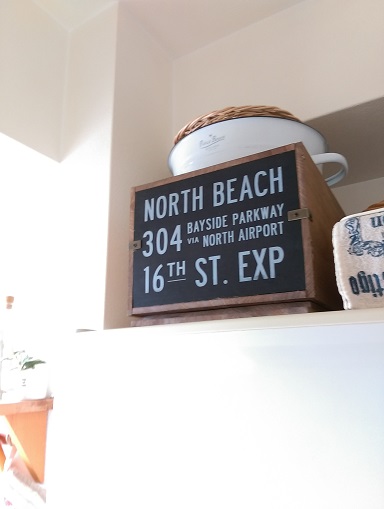 NORTH BEACH
304 BAYSIDE PARKWAY
VIA NORTH AIRPORT
16TH ST. EXP